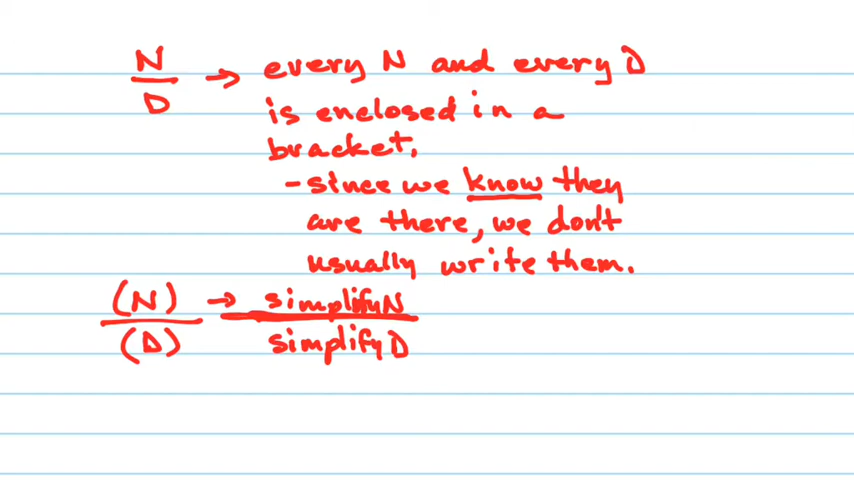 N
D → every N and every D
is enclosed in a
bracket.
- since we know they
are there, we don't
usually write them.
(N) → simplify N
(D) simplify D